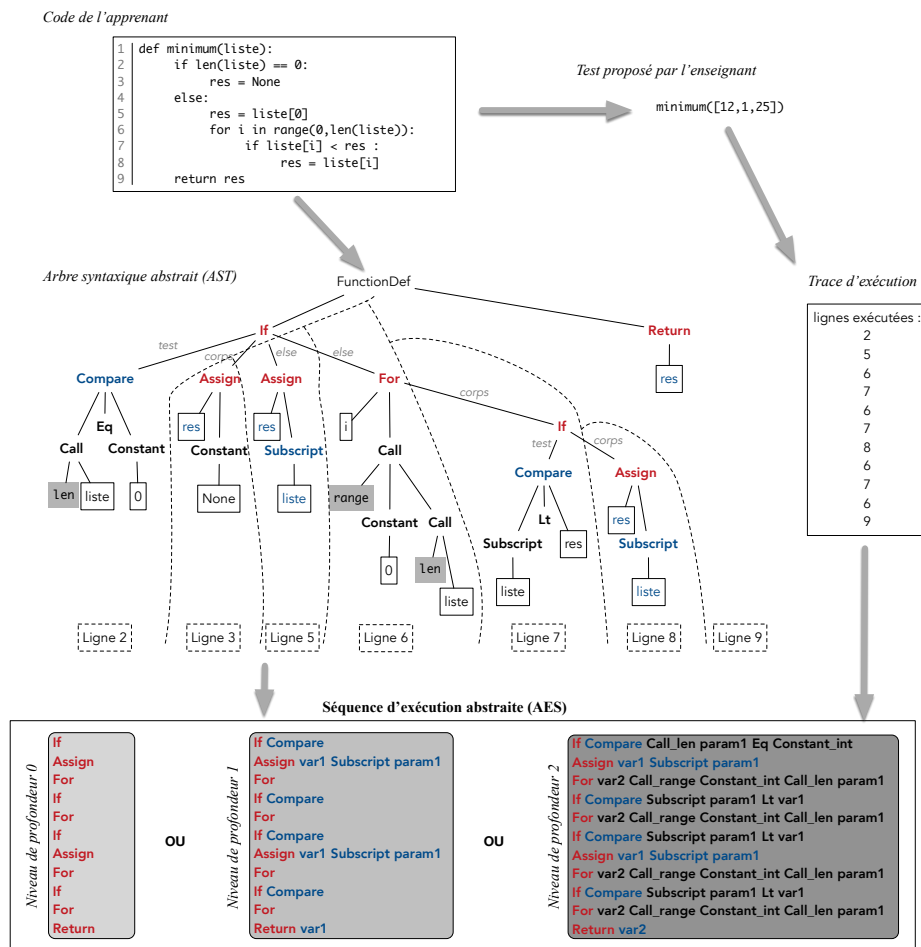 Code de l'apprenant
1 def minimum(liste):
2 if len(liste) == 0:
3 res = None
4 else:
5 res = liste[0]
6 for i in range(0,len(liste)):
7 if liste[i] < res :
8 res = liste[i]
9 return res
Test proposé par l'enseignant
minimum([12,1,25])
Arbre syntaxique abstrait (AST)
FunctionDef
If
Return
test
corps
else
else
res
Compare
Assign
Assign
For
corps
Eq
res
res
i
If
Call
Constant
Constant
Subscript
Call
test
corps
Compare
Assign
len
liste
0
None
liste
range
Lt
res
Constant
Call
Subscript
res
Subscript
0
len
liste
liste
liste
Ligne 2
Ligne 3
Ligne 5
Ligne 6
Ligne 7
Ligne 8
Ligne 9
Trace d'exécution
lignes exécutées :
2
5
6
7
6
7
8
6
7
6
9
Séquence d'exécution abstraite (AES)
Niveau de profondeur 0
If
Assign
For
If
For
If
Assign
For
If
For
Return
OU
Niveau de profondeur 1
If Compare
Assign var1 Subscript param1
For
If Compare
For
If Compare
Assign var1 Subscript param1
For
If Compare
For
Return var1
OU
Niveau de profondeur 2
If Compare Call_len param1 Eq Constant_int
Assign var1 Subscript param1
For var2 Call_range Constant_int Call_len param1
If Compare Subscript param1 Lt var1
For var2 Call_range Constant_int Call_len param1
If Compare Subscript param1 Lt var1
Assign var1 Subscript param1
For var2 Call_range Constant_int Call_len param1
If Compare Subscript param1 Lt var1
For var2 Call_range Constant_int Call_len param1
Return var2